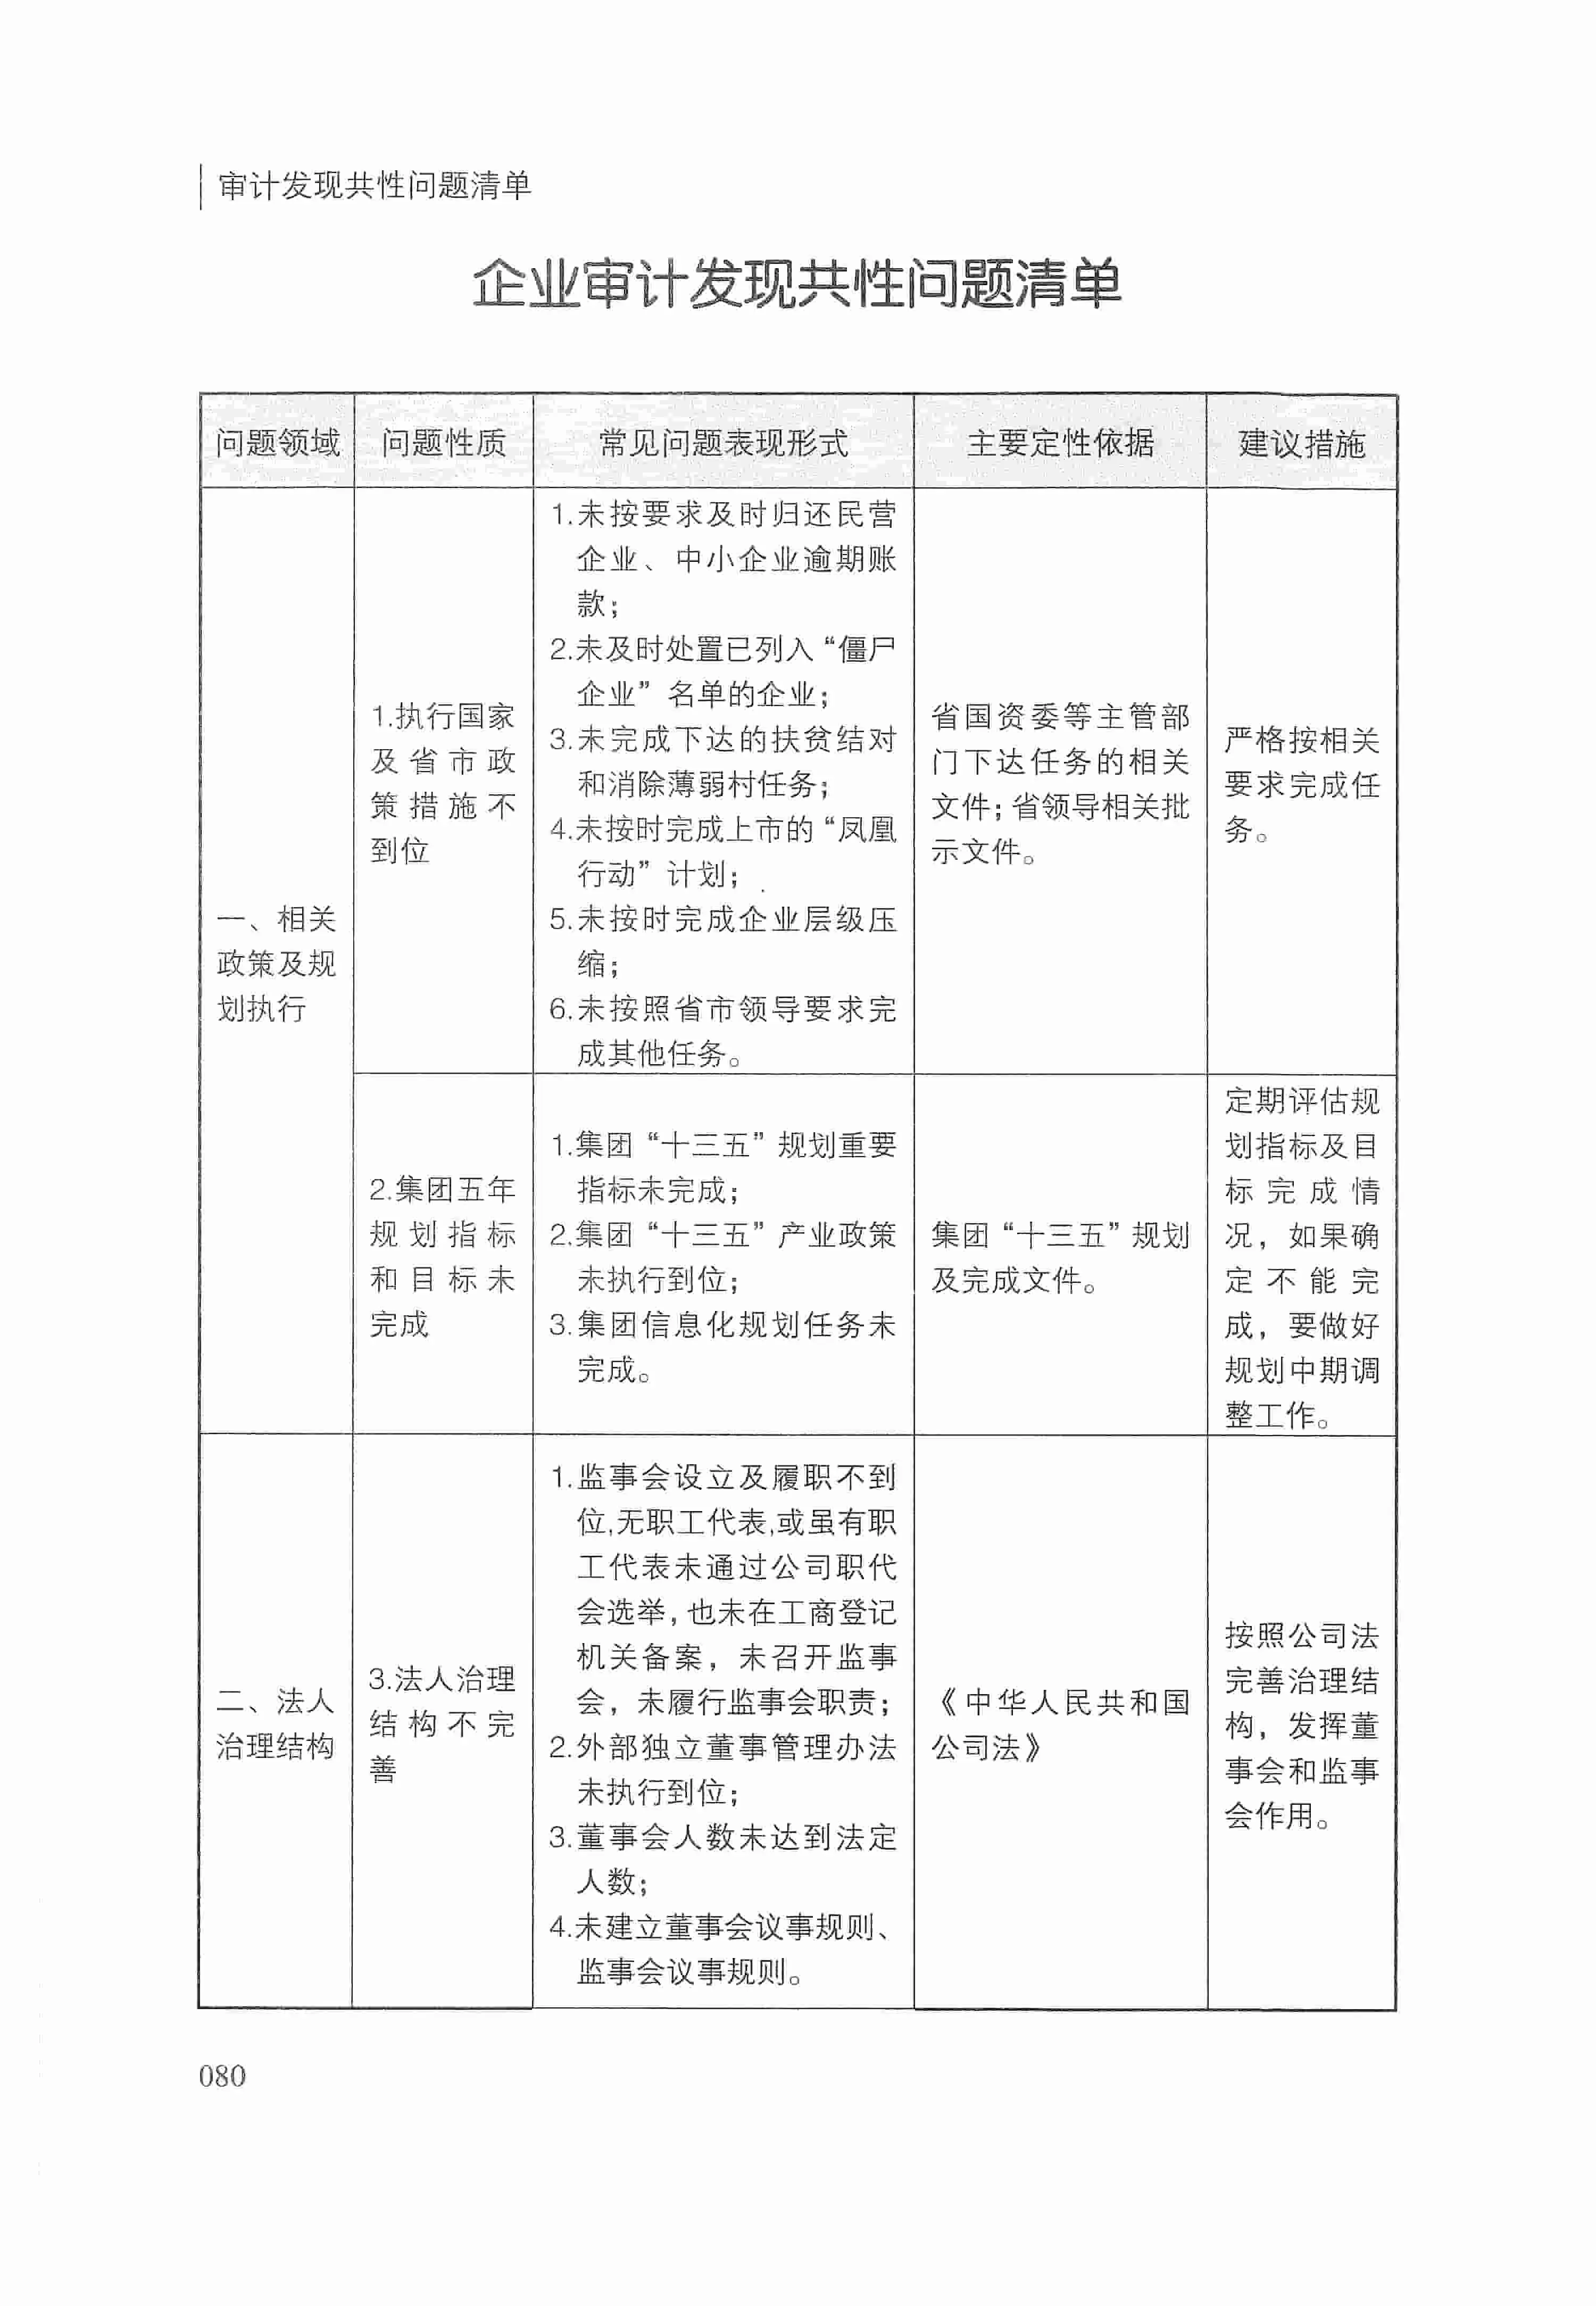 审计发现共性问题清单
企业审计发现共性问题清单
问题领域 问题性质 常见问题表现形式 主要定性依据 建议措施
一、相关
政策及规
划执行
1.执行国家
及省市政
策措施不
到位
1.未按要求及时归还民营
企业、中小企业逾期账
款；
2.未及时处置已列入“僵尸
企业”名单的企业；
3.未完成下达的扶贫结对
和消除薄弱村任务；
4.未按时完成上市的“凤凰
行动”计划；
5.未按时完成企业层级压
缩；
6.未按照省市领导要求完
成其他任务。
省国资委等主管部
门下达任务的相关
文件；省领导相关批
示文件。
严格按相关
要求完成任
务。
2.集团五年
规划指标
和目标未
完成
1.集团“十三五”规划重要
指标未完成；
2.集团“十三五”产业政策
未执行到位；
3.集团信息化规划任务未
完成。
集团“十三五”规划
及完成文件。
定期评估规
划指标及目
标完成情
况，如果确
定不能完
成，要做好
规划中期调
整工作。
二、法人
治理结构
3.法人治理
结构不完
善
1.监事会设立及履职不到
位,无职工代表,或虽有职
工代表未通过公司职代
会选举，也未在工商登记
机关备案，未召开监事
会，未履行监事会职责；
2.外部独立董事管理办法
未执行到位；
3.董事会人数未达到法定
人数；
4.未建立董事会议事规则、
监事会议事规则。
《中华人民共和国
公司法》
按照公司法
完善治理结
构，发挥董
事会和监事
会作用。
080